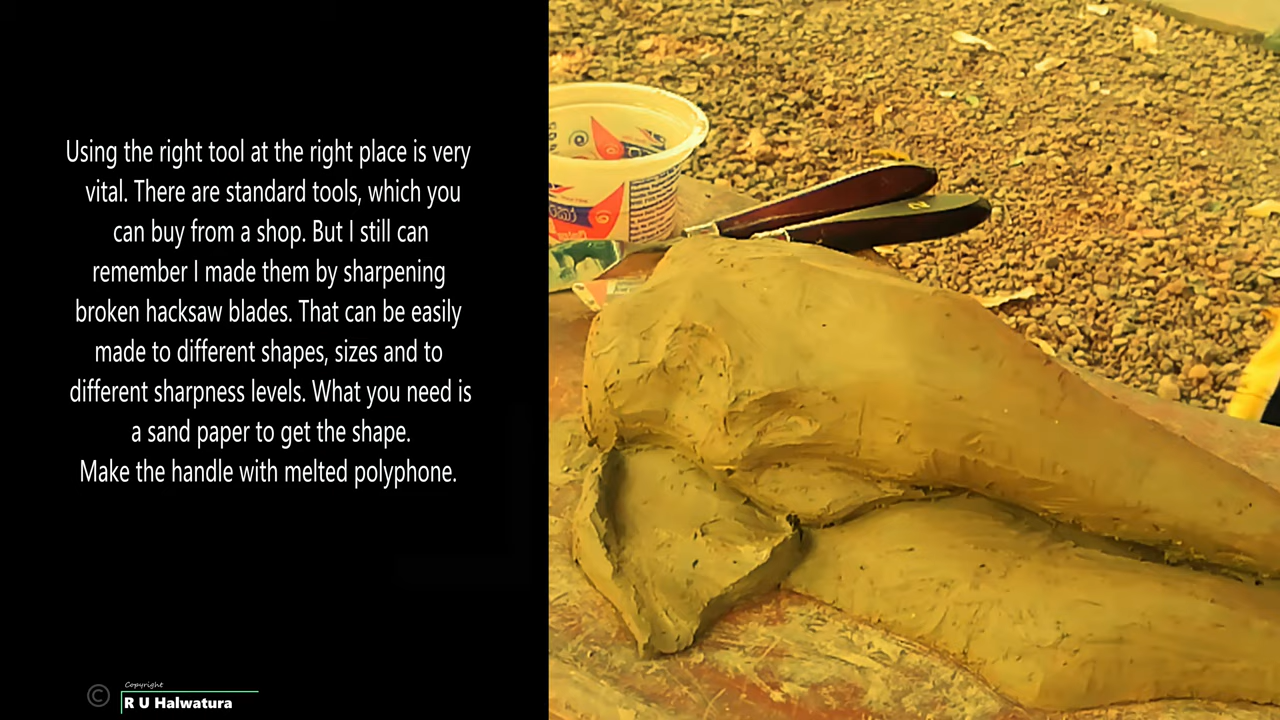 Using the right tool at the right place is very
vital. There are standard tools, which you
can buy from a shop. But I still can
remember I made them by sharpening
broken hacksaw blades. That can be easily
made to different shapes, sizes and to
different sharpness levels. What you need is
a sand paper to get the shape.
Make the handle with melted polyphone.
Copyright
© R U Halwatura